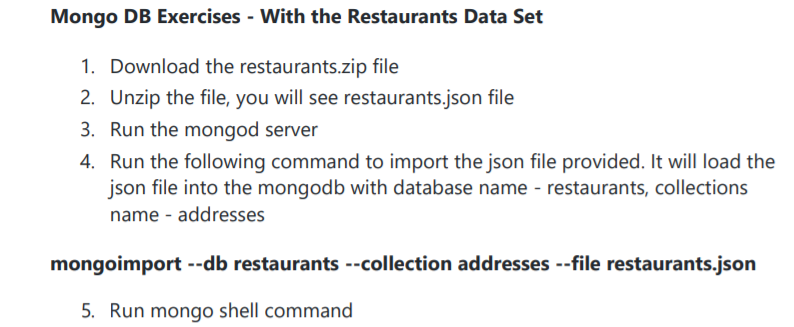 Mongo DB Exercises - With the Restaurants Data Set
1. Download the restaurants.zip file
2. Unzip the file, you will see restaurants.json file
3. Run the mongod server
4. Run the following command to import the json file provided. It will load the
json file into the mongodb with database name - restaurants, collections
name - addresses
mongoimport --db restaurants --collection addresses --file restaurants.json
5. Run mongo shell command